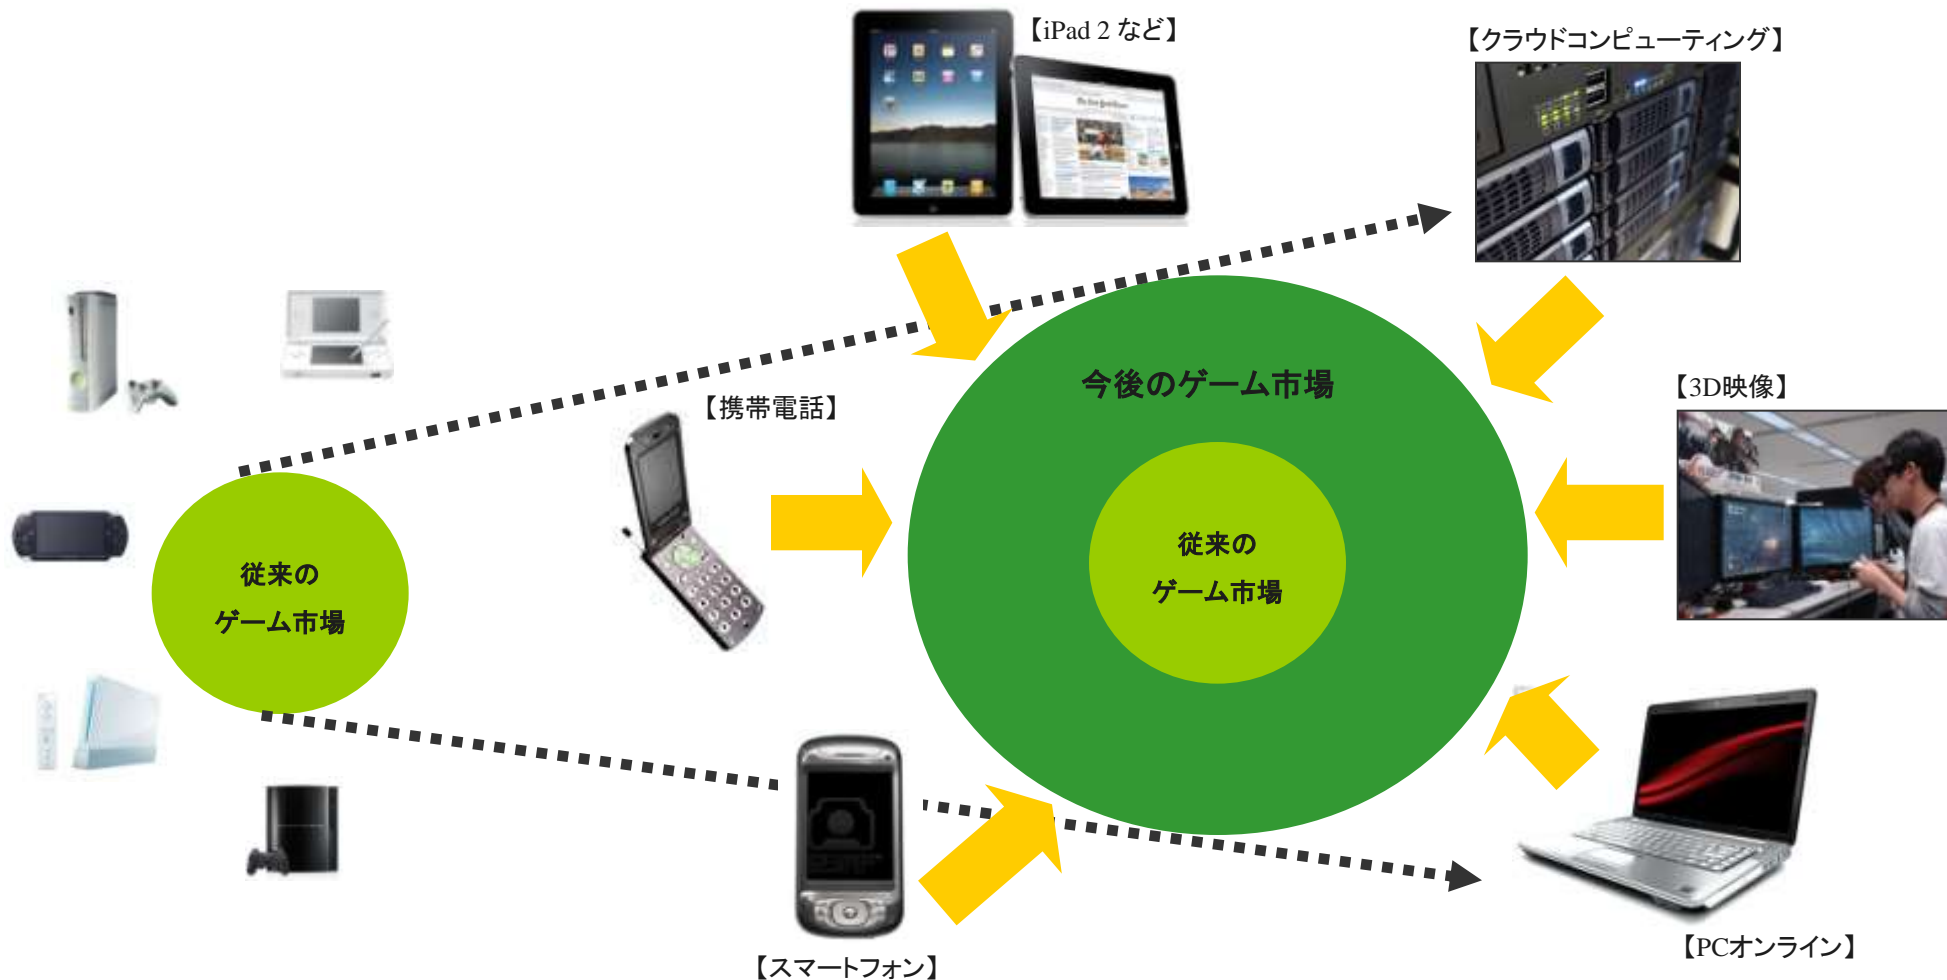 【iPad 2 など】
【クラウドコンピューティング】
今後のゲーム市場
【3D映像】
【携帯電話】
従来の
ゲーム市場
従来の
ゲーム市場
【PCオンライン】
【スマートフォン】